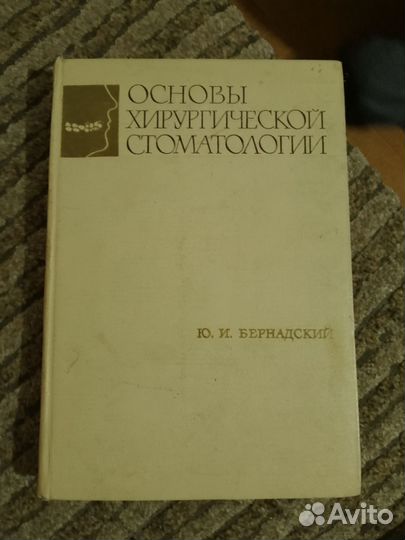 ОСНОВЫ
ХИРУРГИЧЕСКОЙ
СТОМАТОЛОГИИ
Ю. И. БЕРНАДСКИЙ
Avito